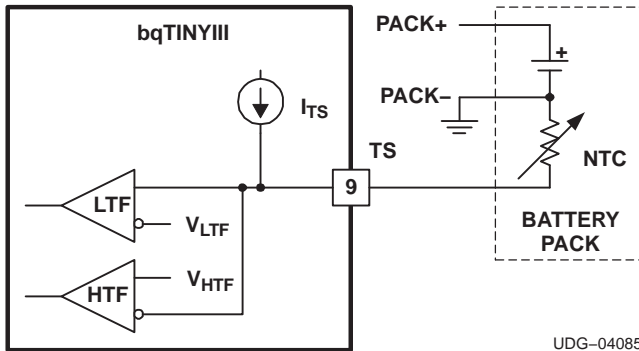 bqTINYIII
PACK+
+
I_TS
PACK−
TS
NTC
9
LTF
V_LTF
BATTERY
PACK
V_HTF
HTF
UDG−04085